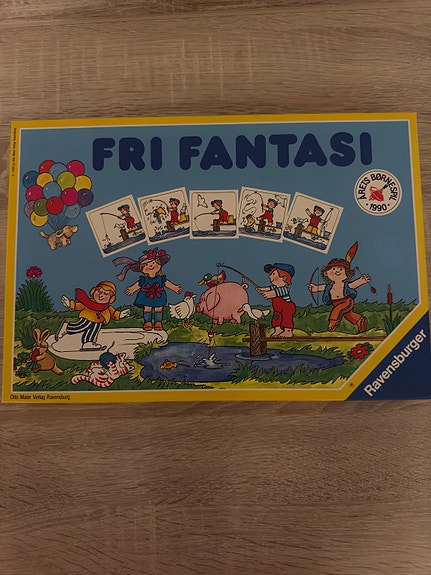 FRI FANTASI
ÅRETS BØRNESPIL
• 1990 •
Ravensburger
Otto Maier Verlag Ravensburg